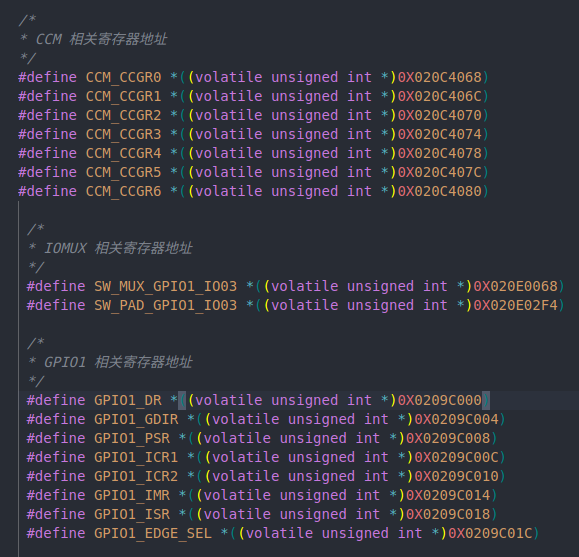 /*
* CCM 相关寄存器地址
*/
#define CCM_CCGR0 *((volatile unsigned int *)0X020C4068)
#define CCM_CCGR1 *((volatile unsigned int *)0X020C406C)
#define CCM_CCGR2 *((volatile unsigned int *)0X020C4070)
#define CCM_CCGR3 *((volatile unsigned int *)0X020C4074)
#define CCM_CCGR4 *((volatile unsigned int *)0X020C4078)
#define CCM_CCGR5 *((volatile unsigned int *)0X020C407C)
#define CCM_CCGR6 *((volatile unsigned int *)0X020C4080)
/*
* IOMUX 相关寄存器地址
*/
#define SW_MUX_GPIO1_IO03 *((volatile unsigned int *)0X020E0068)
#define SW_PAD_GPIO1_IO03 *((volatile unsigned int *)0X020E02F4)
/*
* GPIO1 相关寄存器地址
*/
#define GPIO1_DR *((volatile unsigned int *)0X0209C000)
#define GPIO1_GDIR *((volatile unsigned int *)0X0209C004)
#define GPIO1_PSR *((volatile unsigned int *)0X0209C008)
#define GPIO1_ICR1 *((volatile unsigned int *)0X0209C00C)
#define GPIO1_ICR2 *((volatile unsigned int *)0X0209C010)
#define GPIO1_IMR *((volatile unsigned int *)0X0209C014)
#define GPIO1_ISR *((volatile unsigned int *)0X0209C018)
#define GPIO1_EDGE_SEL *((volatile unsigned int *)0X0209C01C)